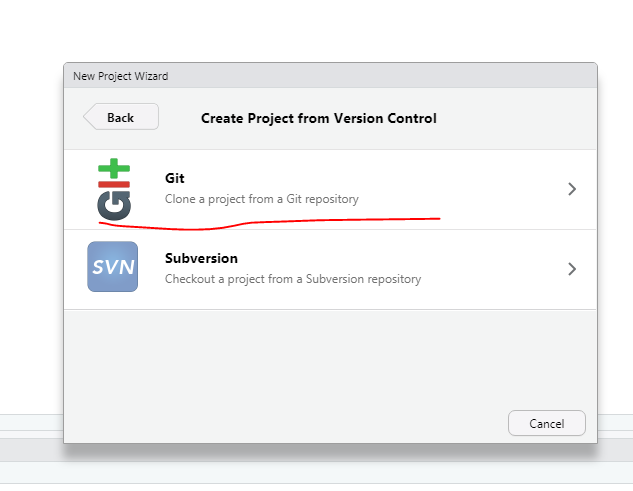 New Project Wizard
Back
Create Project from Version Control
git
Git
Clone a project from a Git repository
SVN
Subversion
Checkout a project from a Subversion repository
Cancel